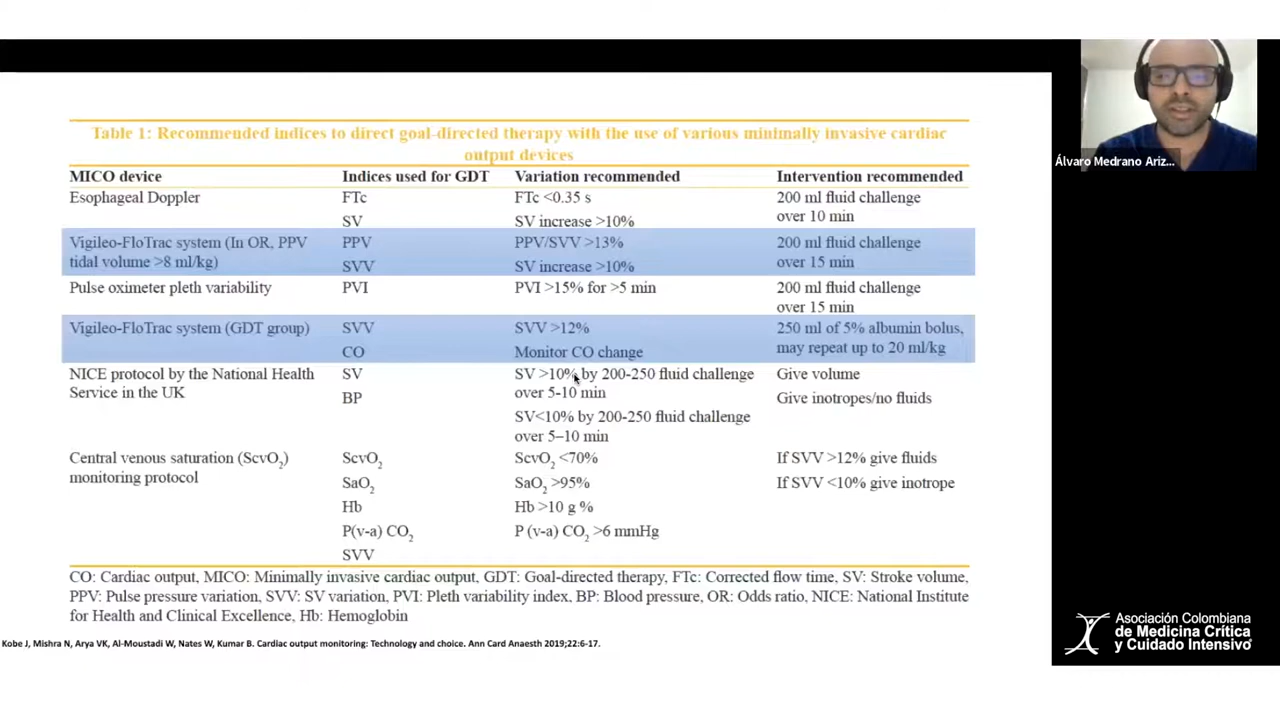 Table 1: Recommended indices to direct goal-directed therapy with the use of various minimally invasive cardiac
output devices
MICO device Indices used for GDT Variation recommended Intervention recommended
Esophageal Doppler FTc FTc <0.35 s 200 ml fluid challenge
over 10 min
SV SV increase >10%
Vigileo-FloTrac system (In OR, PPV PPV PPV/SVV >13% 200 ml fluid challenge
tidal volume >8 ml/kg) SVV SV increase >10% over 15 min
Pulse oximeter pleth variability PVI PVI >15% for >5 min 200 ml fluid challenge
over 15 min
Vigileo-FloTrac system (GDT group) SVV SVV >12% 250 ml of 5% albumin bolus,
CO Monitor CO change may repeat up to 20 ml/kg
NICE protocol by the National Health SV SV >10% by 200-250 fluid challenge Give volume
Service in the UK over 5-10 min
BP Give inotropes/no fluids
SV<10% by 200-250 fluid challenge
over 5–10 min
Central venous saturation (ScvO2) ScvO2 ScvO2 <70% If SVV >12% give fluids
monitoring protocol SaO2 SaO2 >95% If SVV <10% give inotrope
Hb Hb >10 g %
P(v-a) CO2 P (v-a) CO2 >6 mmHg
SVV
CO: Cardiac output, MICO: Minimally invasive cardiac output, GDT: Goal-directed therapy, FTc: Corrected flow time, SV: Stroke volume,
PPV: Pulse pressure variation, SVV: SV variation, PVI: Pleth variability index, BP: Blood pressure, OR: Odds ratio, NICE: National Institute
for Health and Clinical Excellence, Hb: Hemoglobin
Kobe J, Mishra N, Arya VK, Al-Moustadi W, Nates W, Kumar B. Cardiac output monitoring: Technology and choice. Ann Card Anaesth 2019;22:6-17.
Álvaro Medrano Ariz...
Asociación Colombiana
de Medicina Crítica
y Cuidado Intensivo